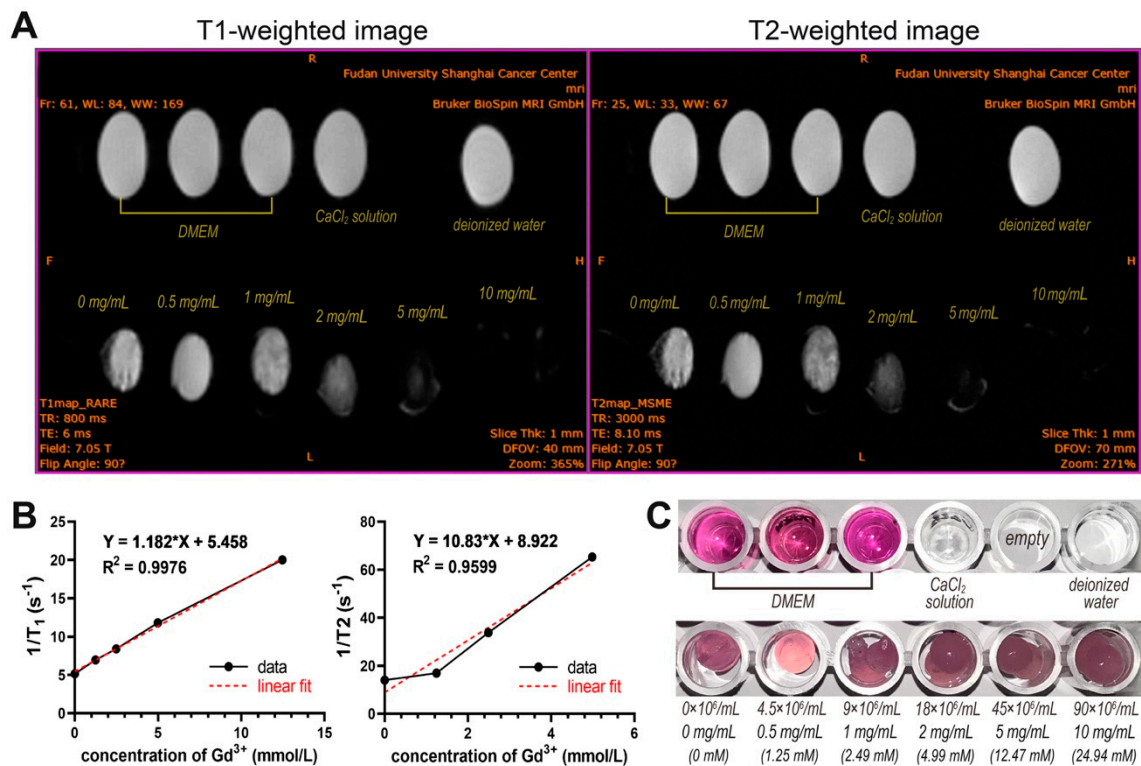 A
T1-weighted image
T2-weighted image
R
Fudan University Shanghai Cancer Center
mri
Fr: 61, WL: 84, WW: 169
Bruker BioSpin MRI GmbH
CaCl₂ solution
deionized water
DMEM
F
H
0 mg/mL
0.5 mg/mL
1 mg/mL
2 mg/mL
5 mg/mL
10 mg/mL
T1map_RARE
TR: 800 ms
TE: 6 ms
Field: 7.05 T
Flip Angle: 90?
L
Slice Thk: 1 mm
DFOV: 40 mm
Zoom: 365%
R
Fudan University Shanghai Cancer Center
mri
Fr: 25, WL: 33, WW: 67
Bruker BioSpin MRI GmbH
CaCl₂ solution
deionized water
DMEM
F
H
0 mg/mL
0.5 mg/mL
1 mg/mL
2 mg/mL
5 mg/mL
10 mg/mL
T2map_MSME
TR: 3000 ms
TE: 8.10 ms
Field: 7.05 T
Flip Angle: 90?
L
Slice Thk: 1 mm
DFOV: 70 mm
Zoom: 271%
B
25
20
15
10
5
0
0
5
10
15
1/T₁ (s⁻¹)
Y = 1.182*X + 5.458
R² = 0.9976
data
linear fit
concentration of Gd³⁺ (mmol/L)
80
60
40
20
0
0
2
4
6
1/T2 (s⁻¹)
Y = 10.83*X + 8.922
R² = 0.9599
data
linear fit
concentration of Gd³⁺ (mmol/L)
C
empty
DMEM
CaCl₂
solution
deionized
water
0×10⁶/mL 4.5×10⁶/mL 9×10⁶/mL 18×10⁶/mL 45×10⁶/mL 90×10⁶/mL
0 mg/mL 0.5 mg/mL 1 mg/mL 2 mg/mL 5 mg/mL 10 mg/mL
(0 mM) (1.25 mM) (2.49 mM) (4.99 mM) (12.47 mM) (24.94 mM)